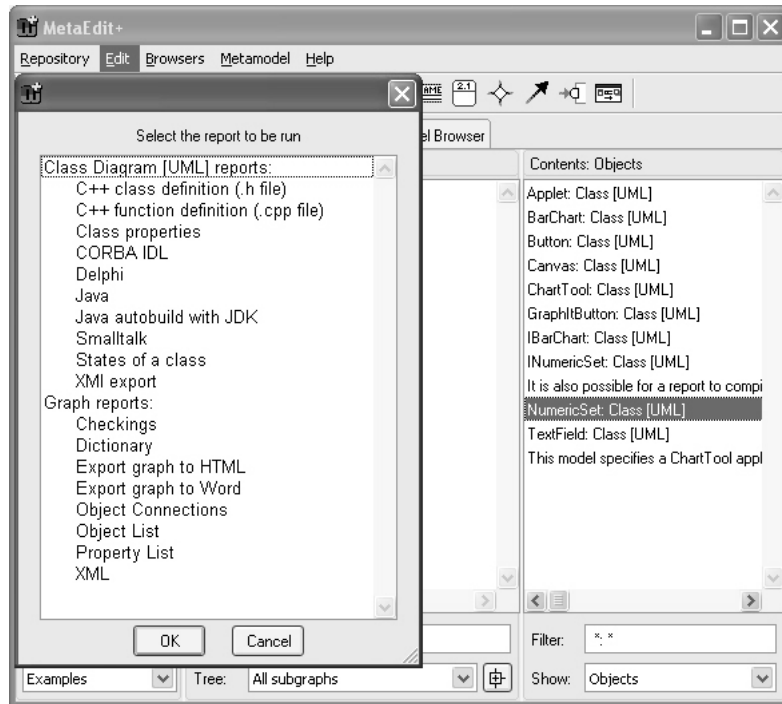 MetaEdit+
Repository Edit Browsers Metamodel Help
2.1
Select the report to be run
Class Diagram [UML] reports:
C++ class definition (.h file)
C++ function definition (.cpp file)
Class properties
CORBA IDL
Delphi
Java
Java autobuild with JDK
Smalltalk
States of a class
XMI export
Graph reports:
Checkings
Dictionary
Export graph to HTML
Export graph to Word
Object Connections
Object List
Property List
XML
OK Cancel
Browser
Contents: Objects
Applet: Class [UML]
BarChart: Class [UML]
Button: Class [UML]
Canvas: Class [UML]
ChartTool: Class [UML]
GraphItButton: Class [UML]
IBarChart: Class [UML]
INumericSet: Class [UML]
It is also possible for a report to compi
NumericSet: Class [UML]
TextField: Class [UML]
This model specifies a ChartTool appl
Filter: *: *
Examples Tree: All subgraphs Show: Objects